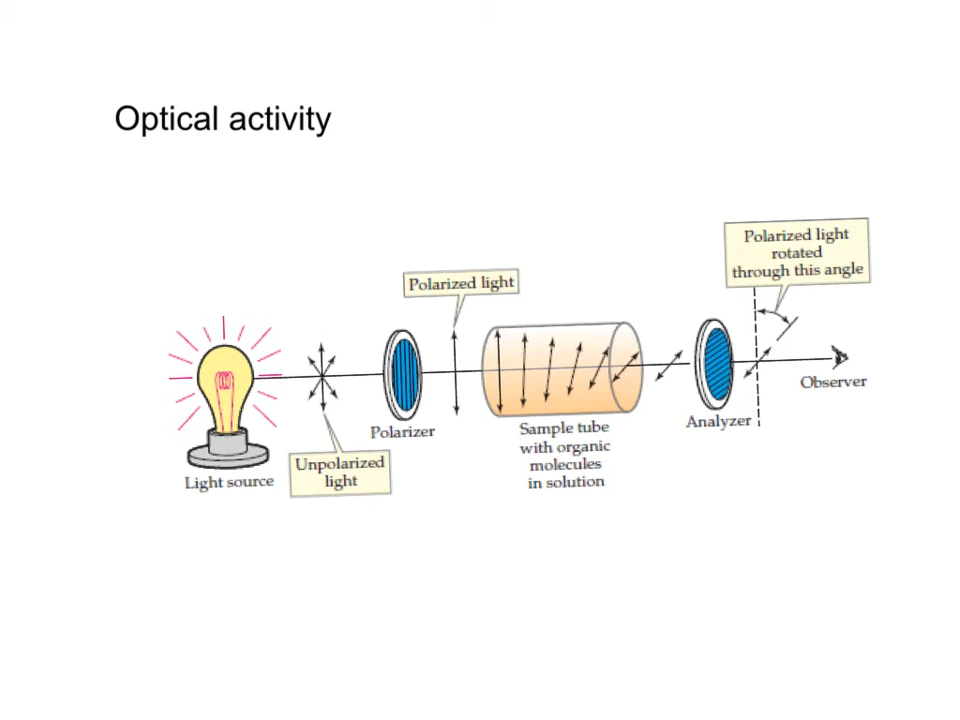 Optical activity
Polarized light
rotated
through this angle
Polarized light
Observer
Analyzer
Polarizer
Sample tube
with organic
molecules
in solution
Unpolarized
light
Light source